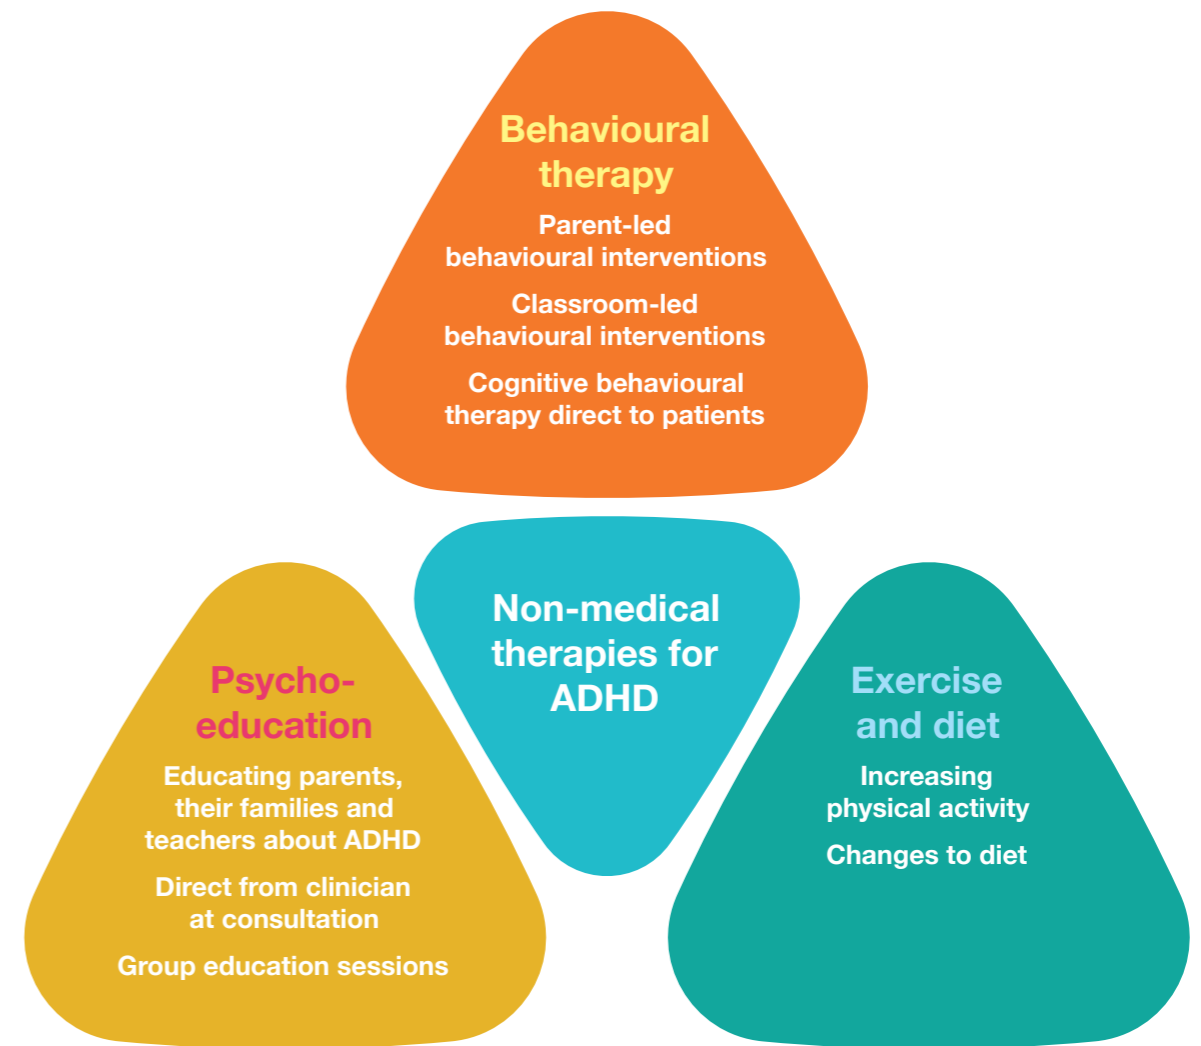 Behavioural
therapy
Parent-led
behavioural interventions
Classroom-led
behavioural interventions
Cognitive behavioural
therapy direct to patients
Non-medical
therapies for
ADHD
Psycho-
education
Educating parents,
their families and
teachers about ADHD
Direct from clinician
at consultation
Group education sessions
Exercise
and diet
Increasing
physical activity
Changes to diet